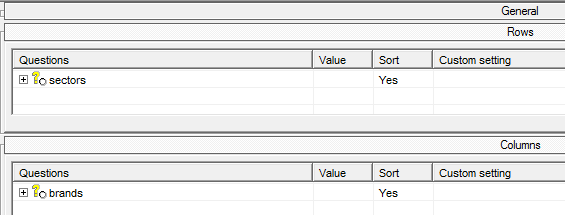 General
Rows
Questions Value Sort Custom setting
sectors Yes
Columns
Questions Value Sort Custom setting
brands Yes